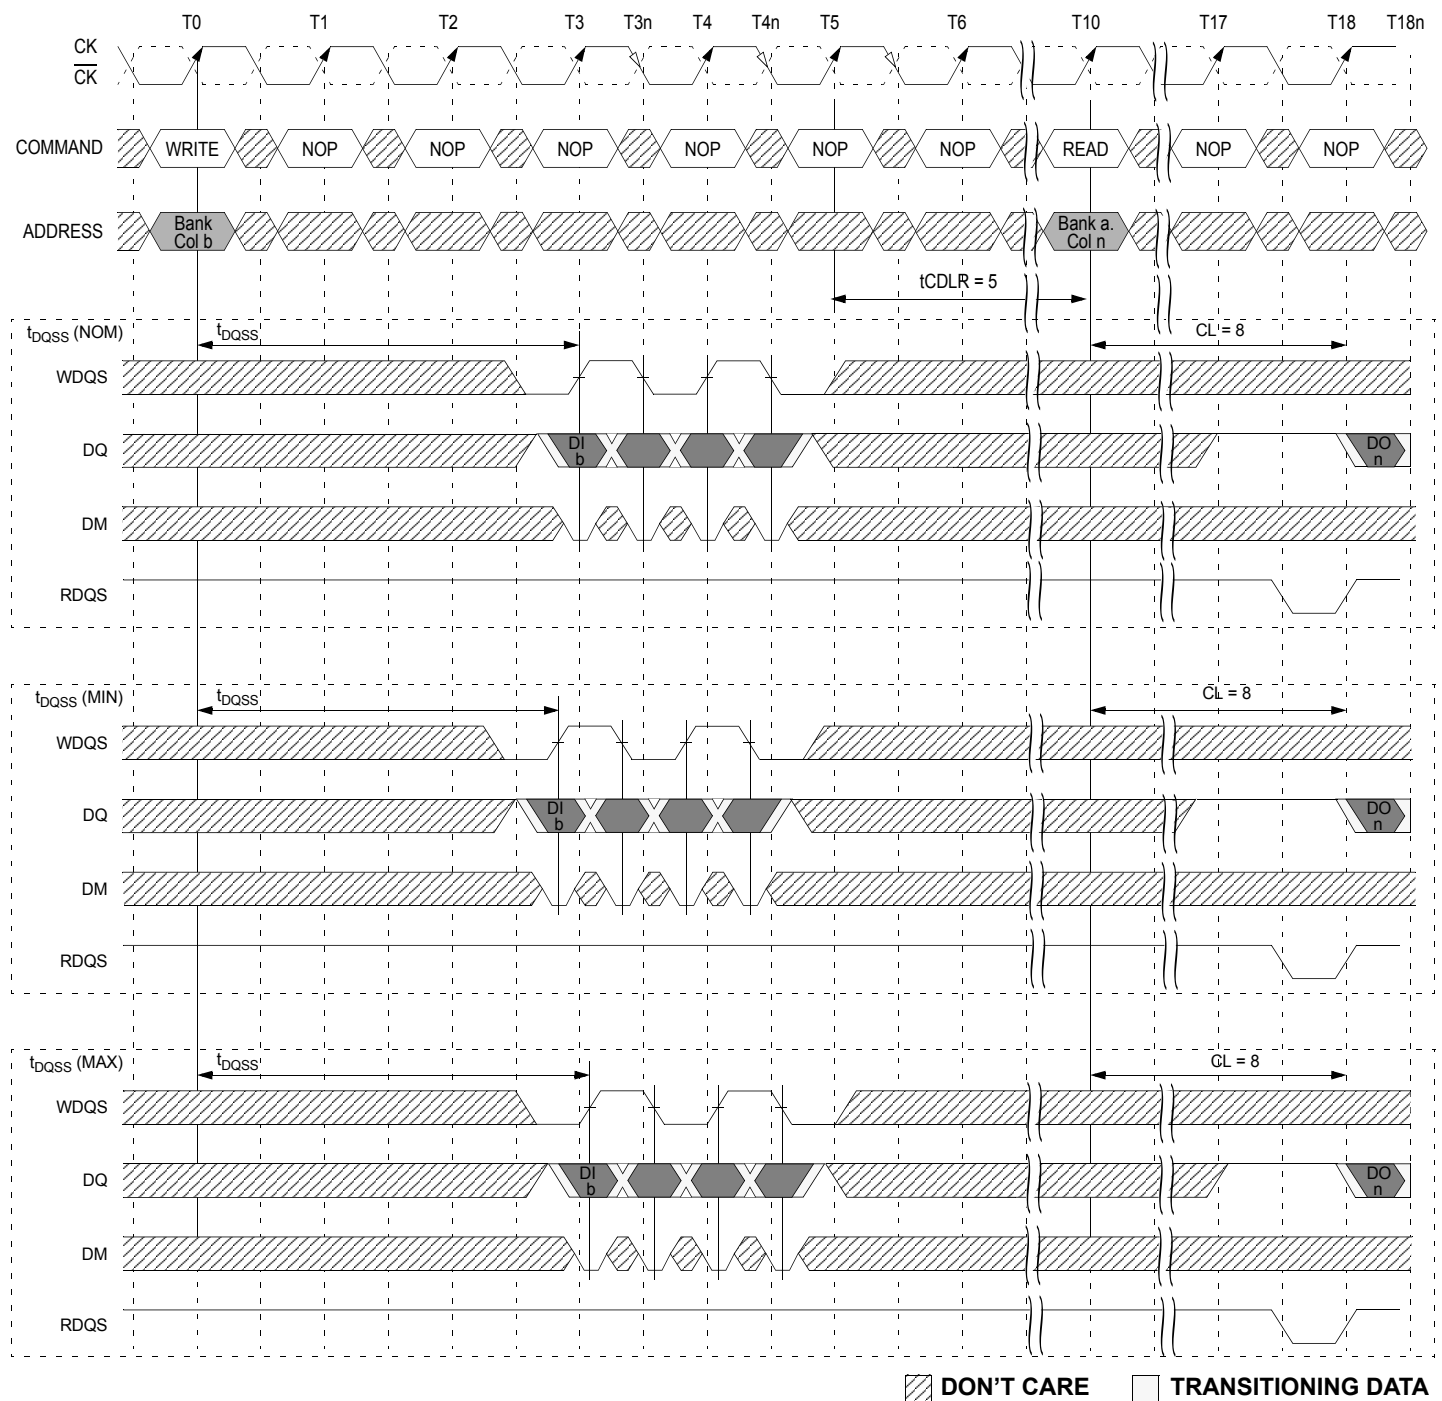 T0 T1 T2 T3 T3n T4 T4n T5 T6 T10 T17 T18 T18n
CK
CK
COMMAND WRITE NOP NOP NOP NOP NOP NOP READ NOP NOP
ADDRESS Bank Col b Bank a. Col n
tCDLR = 5
tDQSS (NOM) tDQSS CL = 8
WDQS
DQ DI b DO n
DM
RDQS
tDQSS (MIN) tDQSS CL = 8
WDQS
DQ DI b DO n
DM
RDQS
tDQSS (MAX) tDQSS CL = 8
WDQS
DQ DI b DO n
DM
RDQS
DON'T CARE TRANSITIONING DATA